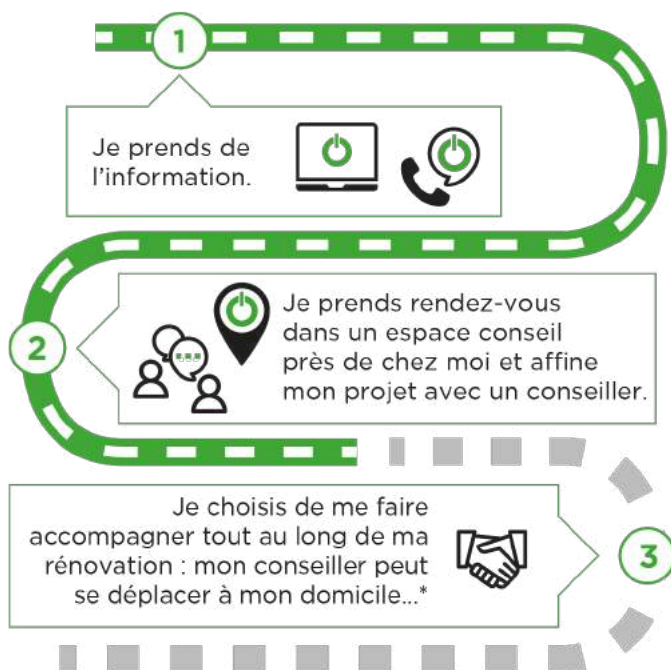 1
Je prends de
l'information.
2
Je prends rendez-vous
dans un espace conseil
près de chez moi et affine
mon projet avec un conseiller.
Je choisis de me faire
accompagner tout au long de ma
rénovation : mon conseiller peut
se déplacer à mon domicile...*
3